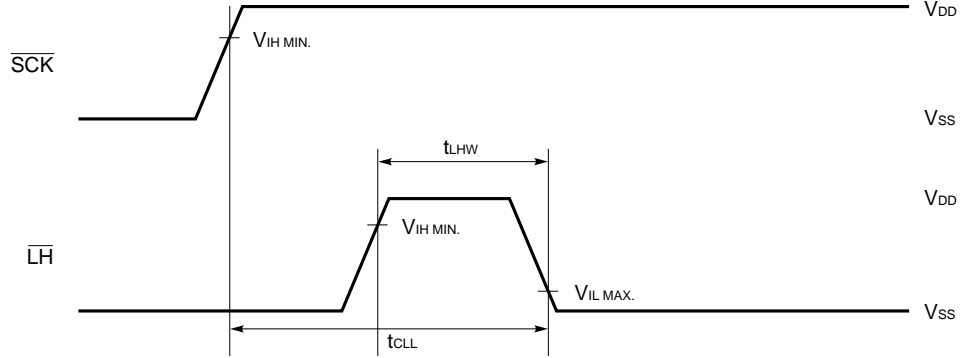 VDD
VIH MIN.
SCK
VSS
tLHW
VDD
VIH MIN.
LH
VIL MAX.
VSS
tCLL